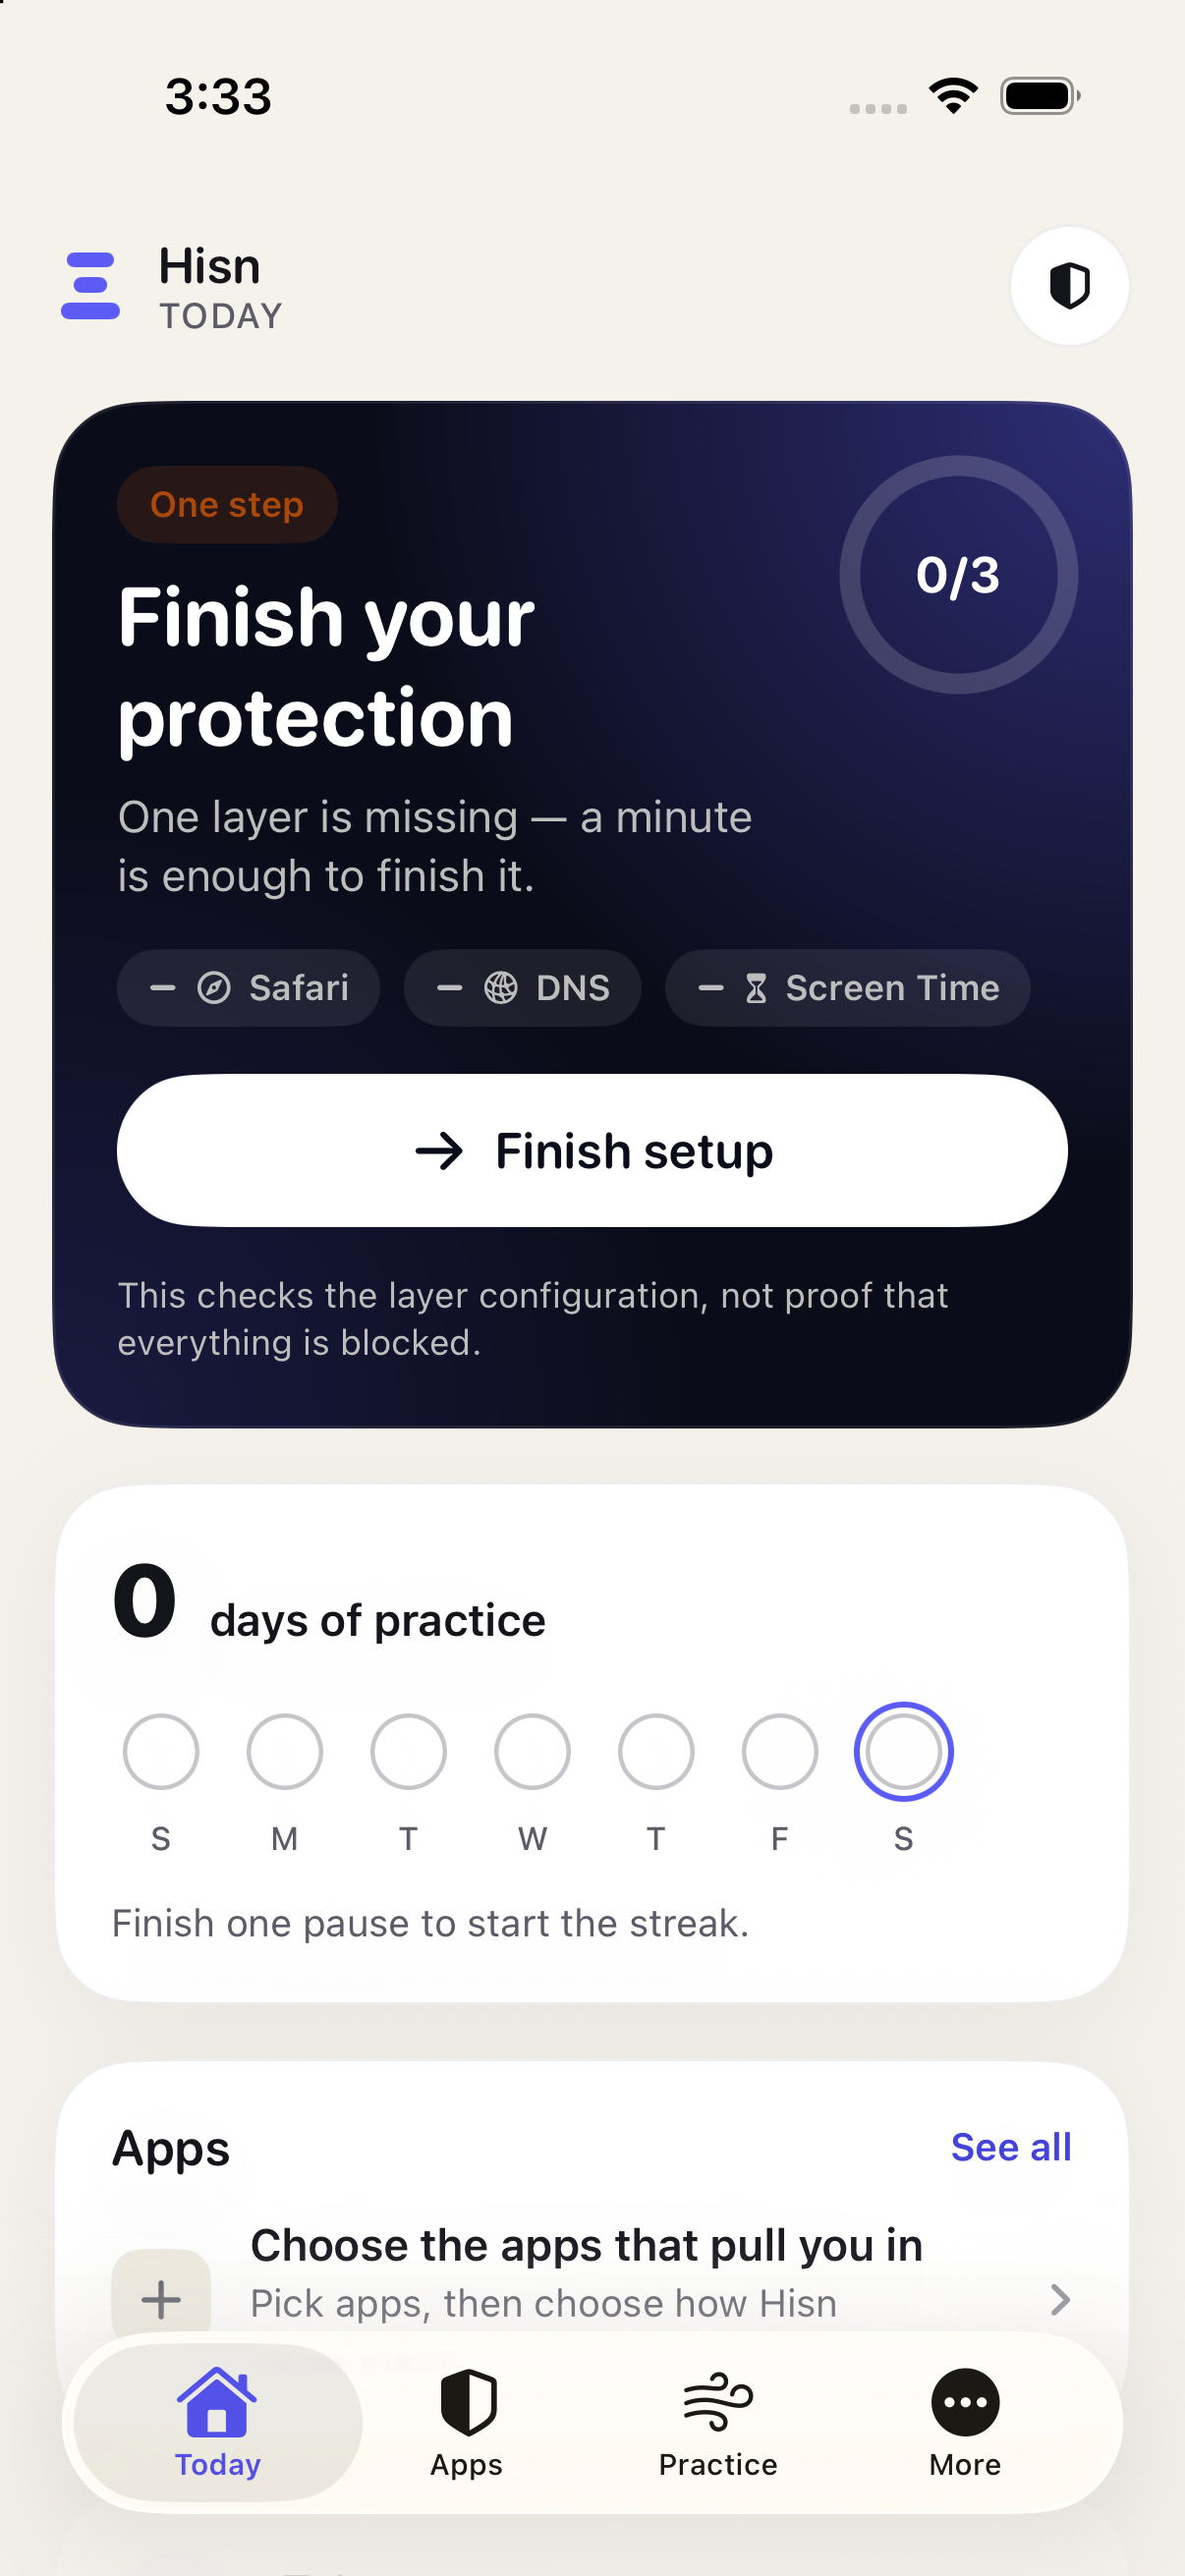 3:33
Hisn
TODAY
One step
0/3
Finish your
protection
One layer is missing — a minute
is enough to finish it.
Safari
DNS
Screen Time
Finish setup
This checks the layer configuration, not proof that
everything is blocked.
0 days of practice
S M T W T F S
Finish one pause to start the streak.
Apps
See all
Choose the apps that pull you in
Pick apps, then choose how Hisn
Today
Apps
Practice
More